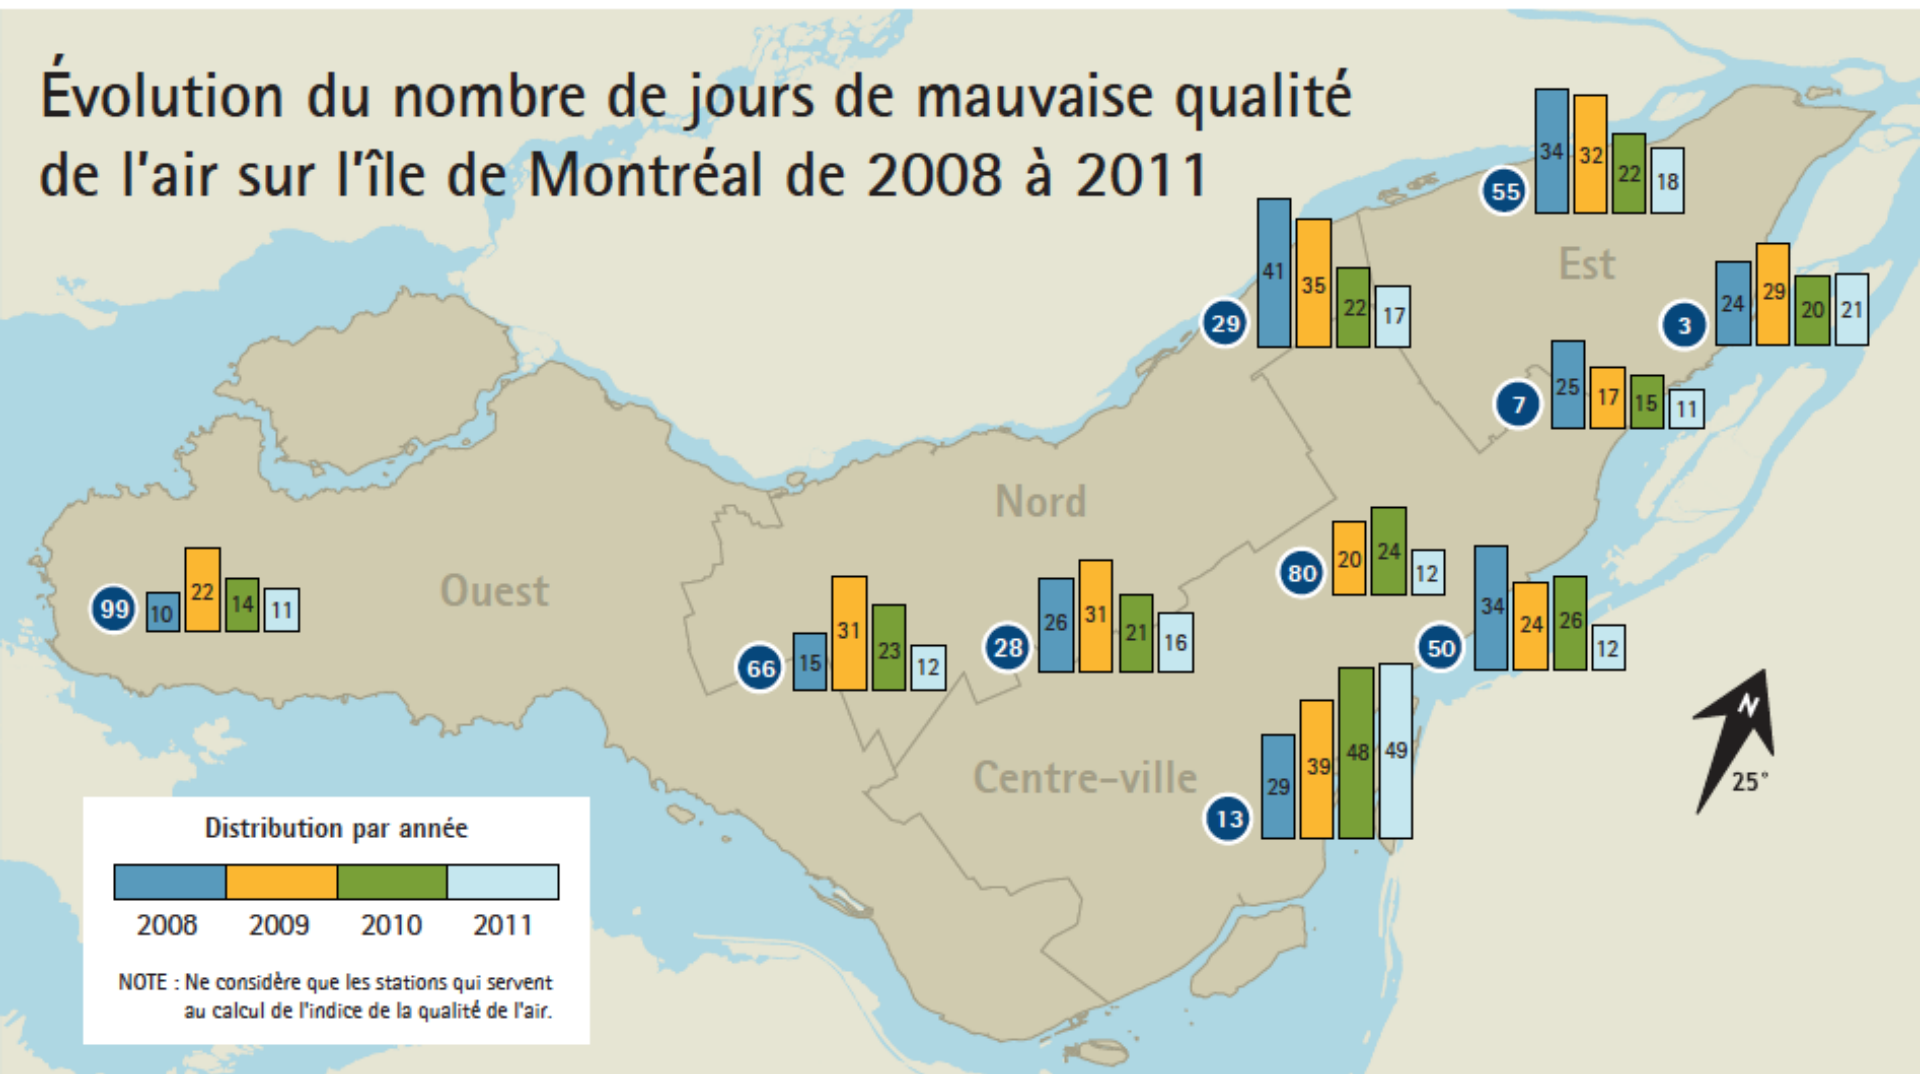 Évolution du nombre de jours de mauvaise qualité
de l'air sur l'île de Montréal de 2008 à 2011
55
34 32 22 18
Est
29
41 35 22 17
3
24 29 20 21
7
25 17 15 11
Nord
80
20 24 12
Ouest
99
10 22 14 11
66
15 31 23 12
28
26 31 21 16
50
34 24 26 12
Centre-ville
13
29 39 48 49
N
25°
Distribution par année
2008 2009 2010 2011
NOTE : Ne considère que les stations qui servent
au calcul de l'indice de la qualité de l'air.